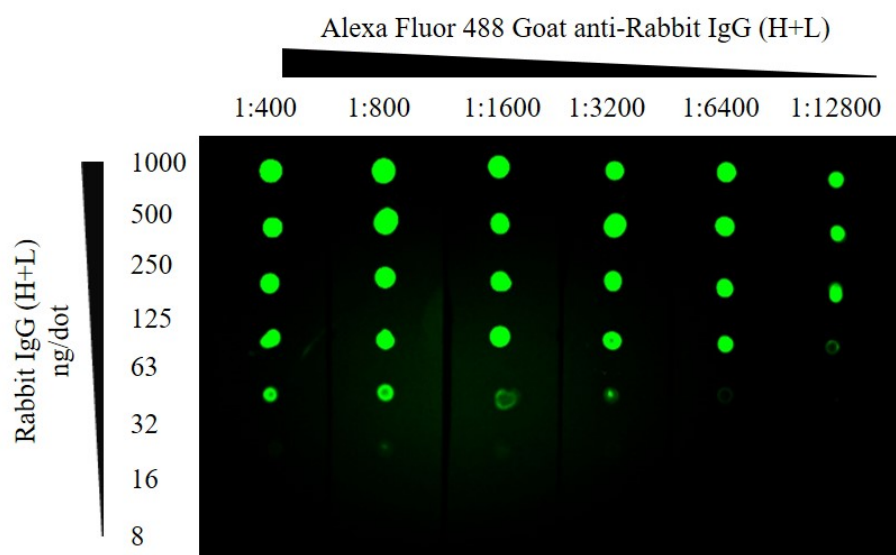 Alexa Fluor 488 Goat anti-Rabbit IgG (H+L)
1:400 1:800 1:1600 1:3200 1:6400 1:12800
Rabbit IgG (H+L)
ng/dot
1000
500
250
125
63
32
16
8